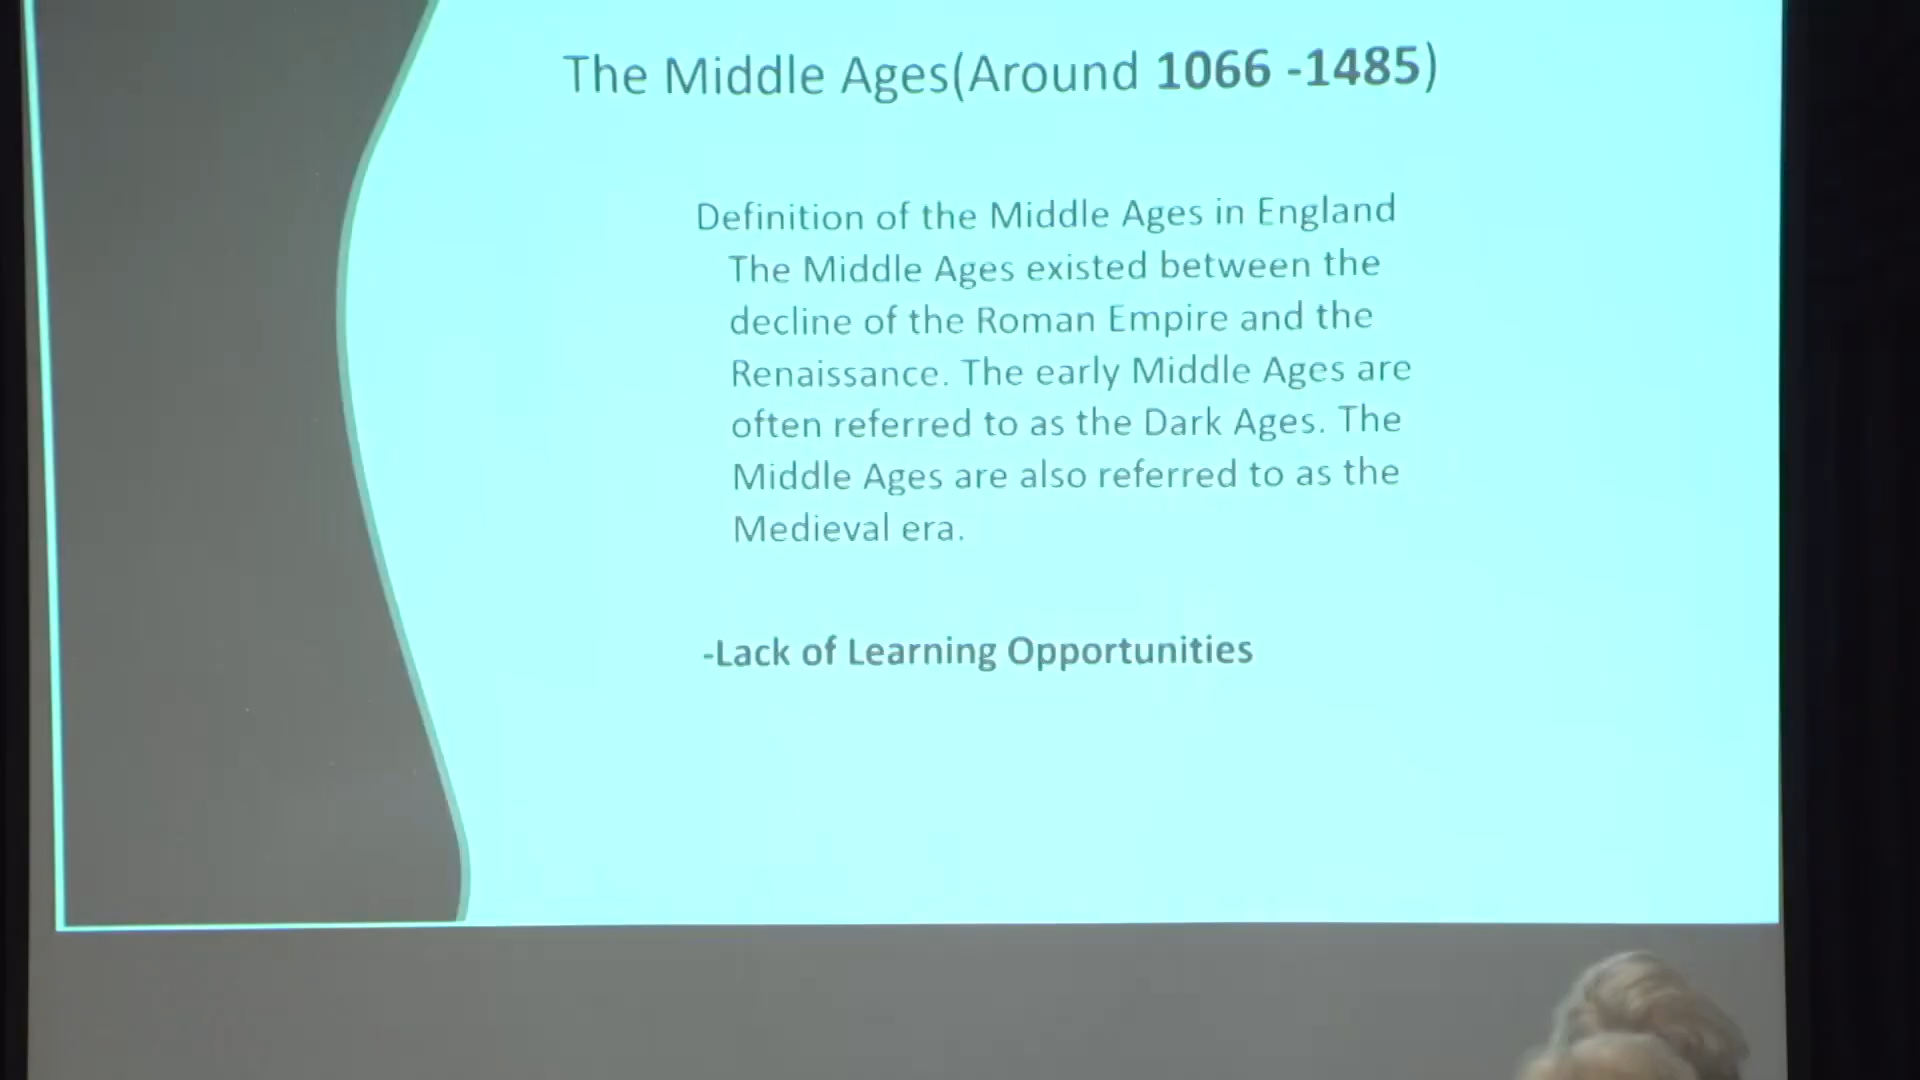 The Middle Ages(Around 1066 -1485)
Definition of the Middle Ages in England
The Middle Ages existed between the
decline of the Roman Empire and the
Renaissance. The early Middle Ages are
often referred to as the Dark Ages. The
Middle Ages are also referred to as the
Medieval era.
-Lack of Learning Opportunities